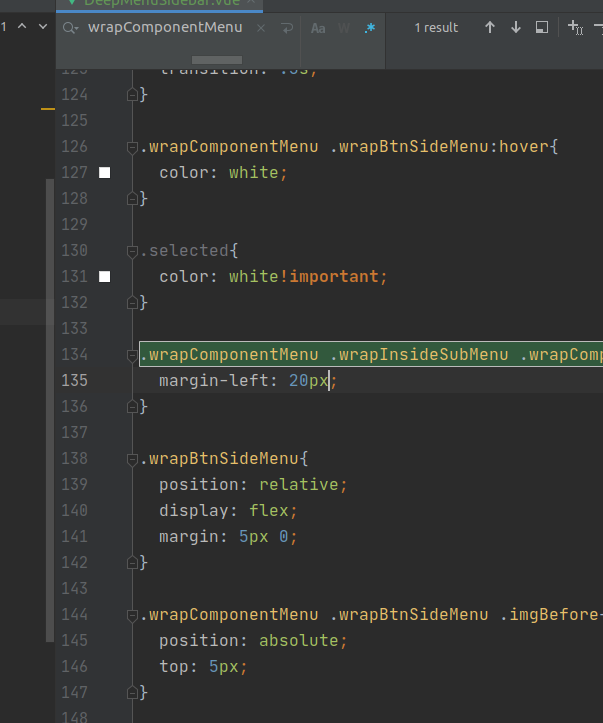 DeepMenuSidebar.vue
1
wrapComponentMenu
Aa W .* 1 result
123 transition: .3s;
124 }
125
126 .wrapComponentMenu .wrapBtnSideMenu:hover{
127 color: white;
128 }
129
130 .selected{
131 color: white!important;
132 }
133
134 .wrapComponentMenu .wrapInsideSubMenu .wrapComp
135 margin-left: 20px;
136 }
137
138 .wrapBtnSideMenu{
139 position: relative;
140 display: flex;
141 margin: 5px 0;
142 }
143
144 .wrapComponentMenu .wrapBtnSideMenu .imgBefore
145 position: absolute;
146 top: 5px;
147 }
148